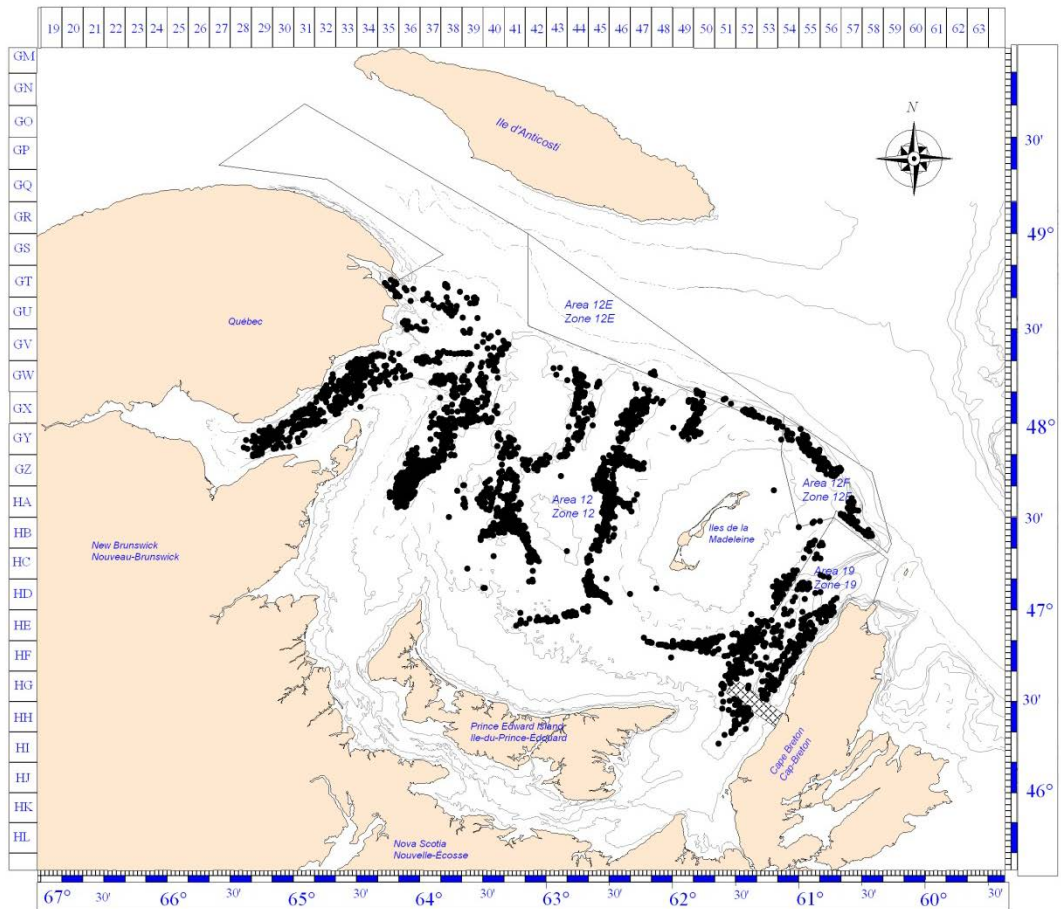 19 20 21 22 23 24 25 26 27 28 29 30 31 32 33 34 35 36 37 38 39 40 41 42 43 44 45 46 47 48 49 50 51 52 53 54 55 56 57 58 59 60 61 62 63
GM
GN
GO
GP
GQ
GR
GS
GT
GU
GV
GW
GX
GY
GZ
HA
HB
HC
HD
HE
HF
HG
HH
HI
HJ
HK
HL
Ile d'Anticosti
N
Area 12E
Zone 12E
Québec
Area 12
Zone 12
Area 12F
Zone 12F
Iles de la
Madeleine
New Brunswick
Nouveau-Brunswick
Area 19
Zone 19
Prince Edward Island
Ile-du-Prince-Edouard
Cape Breton
Cap-Breton
Nova Scotia
Nouvelle-Ecosse
30'
49°
30'
48°
30'
47°
30'
46°
67° 30' 66° 30' 65° 30' 64° 30' 63° 30' 62° 30' 61° 30' 60° 30'